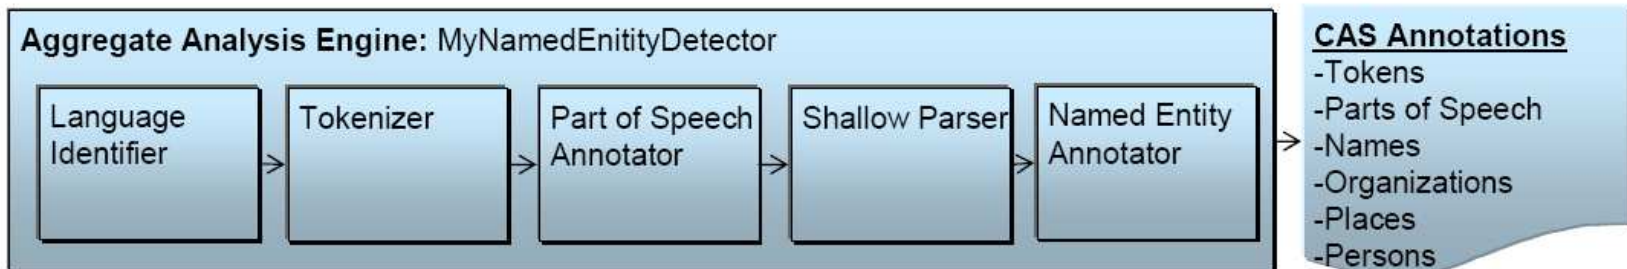 Aggregate Analysis Engine: MyNamedEnitityDetector
Language
Identifier
Tokenizer
Part of Speech
Annotator
Shallow Parser
Named Entity
Annotator
CAS Annotations
-Tokens
-Parts of Speech
-Names
-Organizations
-Places
-Persons